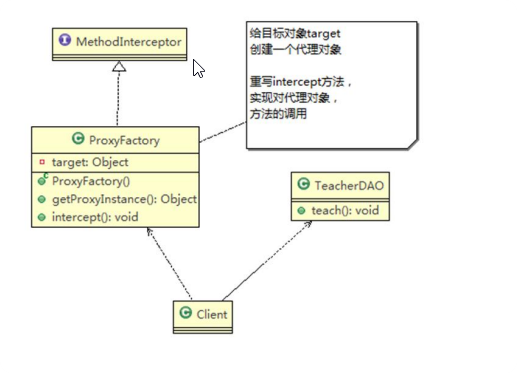 MethodInterceptor
给目标对象target
创建一个代理对象
重写intercept方法，
实现对代理对象，
方法的调用
ProxyFactory
target: Object
ProxyFactory()
getProxyInstance(): Object
intercept(): void
TeacherDAO
teach(): void
Client